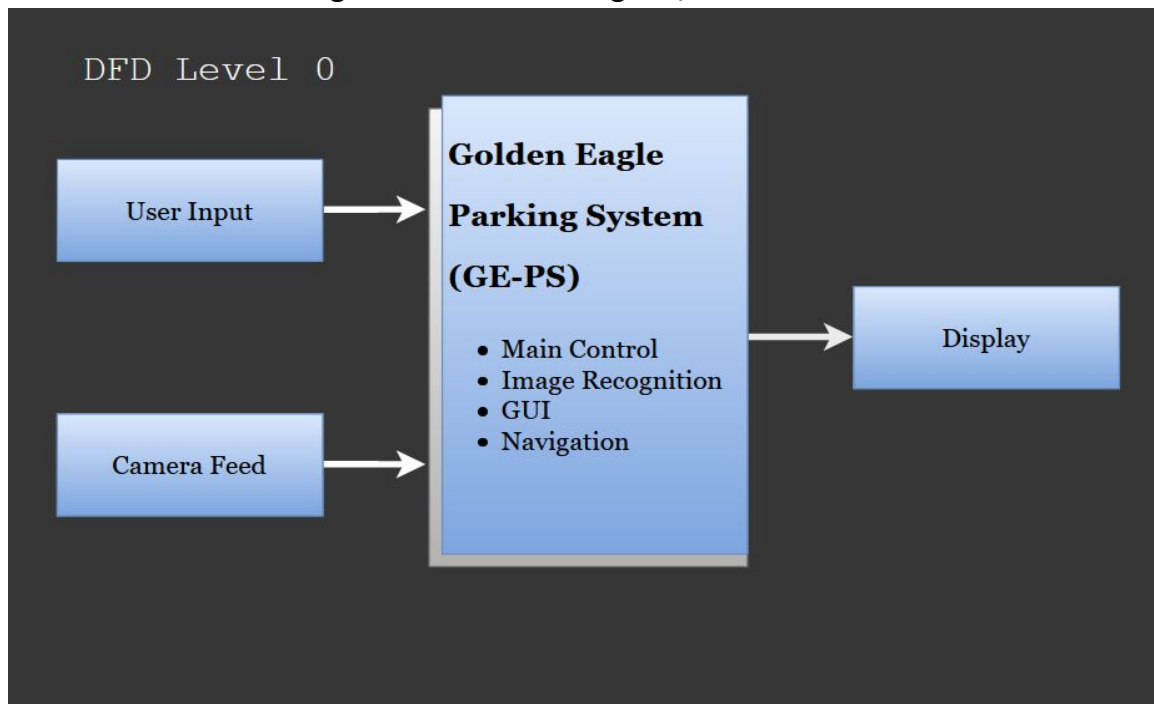 DFD Level 0
User Input
Camera Feed
Golden Eagle
Parking System
(GE-PS)
• Main Control
• Image Recognition
• GUI
• Navigation
Display